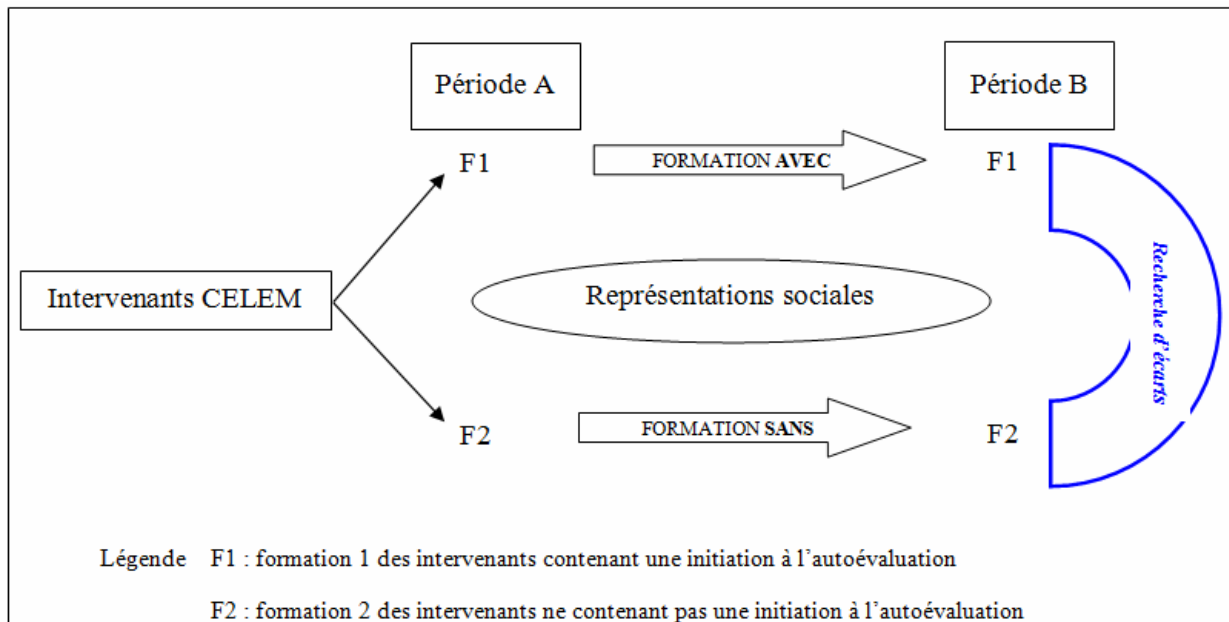 Période A
Période B
F1
FORMATION AVEC
F1
Intervenants CELEM
Représentations sociales
Recherche d'écarts
F2
FORMATION SANS
F2
Légende F1 : formation 1 des intervenants contenant une initiation à l'autoévaluation
F2 : formation 2 des intervenants ne contenant pas une initiation à l'autoévaluation